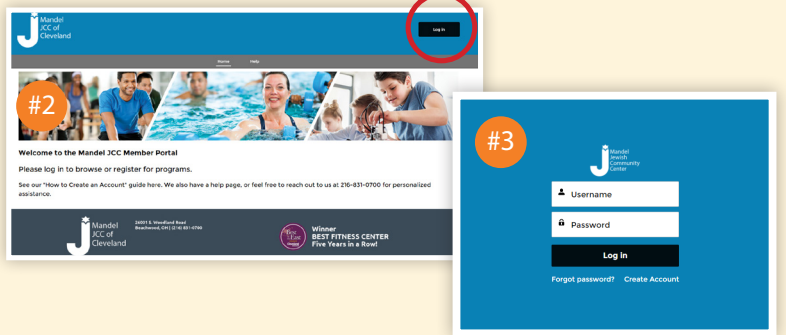 Mandel
JCC of
Cleveland
Log in
Home Help
#2
Welcome to the Mandel JCC Member Portal
Please log in to browse or register for programs.
See our "How to Create an Account" guide here. We also have a help page, or feel free to reach out to us at 216-831-0700 for personalized
assistance.
Mandel
JCC of
Cleveland
26001 S. Woodland Road
Beachwood, OH | (216) 831-0700
Best
East
Winner
BEST FITNESS CENTER
Five Years in a Row!
#3
Mandel
Jewish
Community
Center
Username
Password
Log in
Forgot password? Create Account